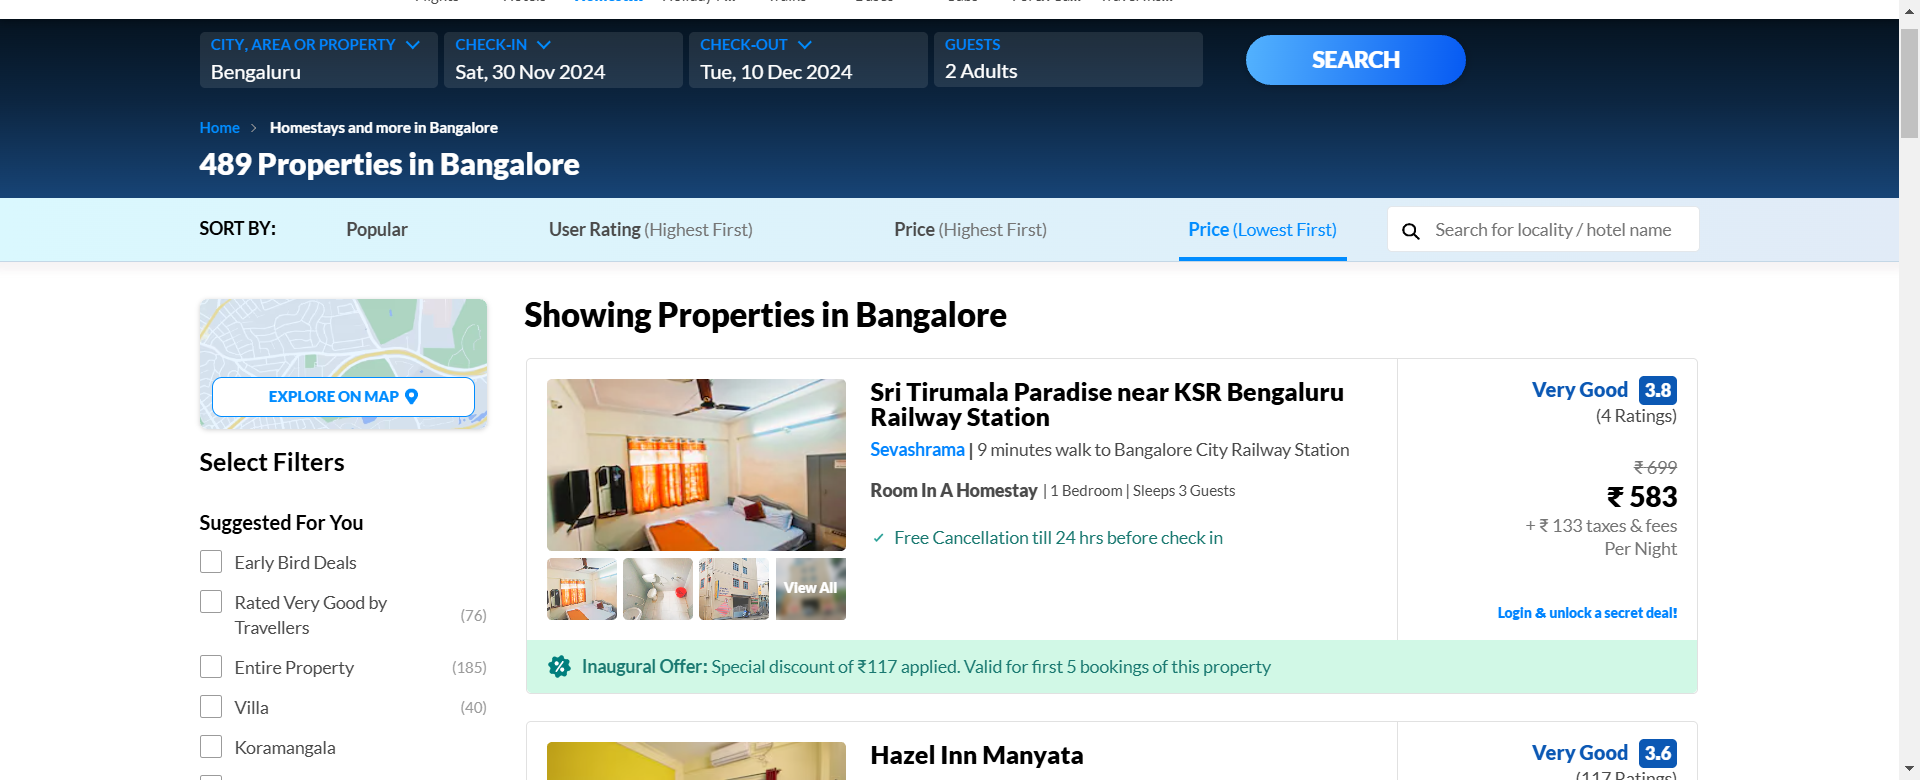 CITY, AREA OR PROPERTY
Bengaluru
CHECK-IN
Sat, 30 Nov 2024
CHECK-OUT
Tue, 10 Dec 2024
GUESTS
2 Adults
SEARCH
Home > Homestays and more in Bangalore
489 Properties in Bangalore
SORT BY: Popular User Rating (Highest First) Price (Highest First) Price (Lowest First) Search for locality / hotel name
EXPLORE ON MAP
Select Filters
Suggested For You
Early Bird Deals
Rated Very Good by
Travellers (76)
Entire Property (185)
Villa (40)
Koramangala
Showing Properties in Bangalore
View All
Sri Tirumala Paradise near KSR Bengaluru
Railway Station
Sevashrama | 9 minutes walk to Bangalore City Railway Station
Room In A Homestay | 1 Bedroom | Sleeps 3 Guests
✓ Free Cancellation till 24 hrs before check in
Very Good 3.8
(4 Ratings)
₹ 699
₹ 583
+ ₹ 133 taxes & fees
Per Night
Login & unlock a secret deal!
Inaugural Offer: Special discount of ₹117 applied. Valid for first 5 bookings of this property
Hazel Inn Manyata
Very Good 3.6
(117 Ratings)